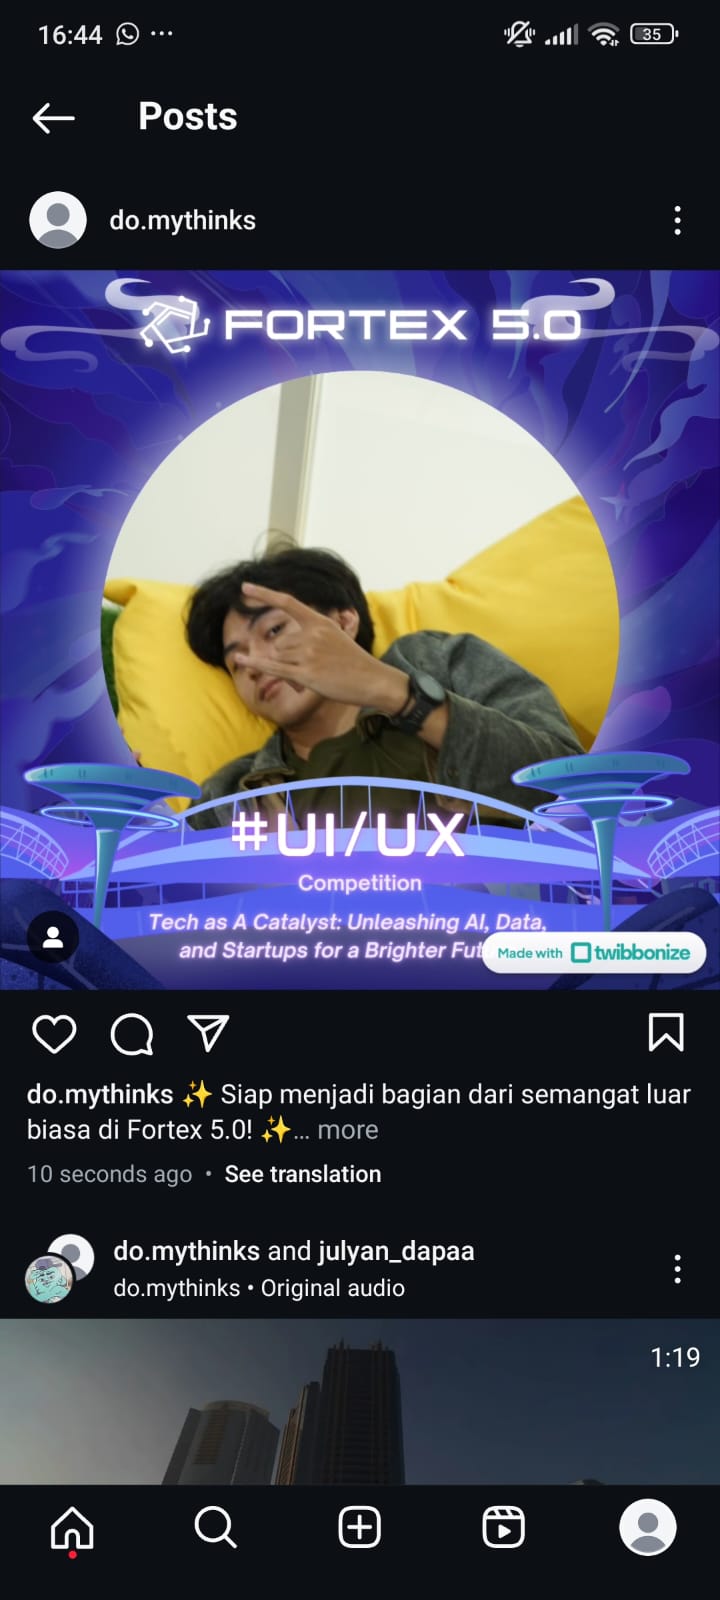 16:44
35
Posts
do.mythinks
FORTEX 5.0
#UI/UX
Competition
Tech as A Catalyst: Unleashing AI, Data,
and Startups for a Brighter
Made with twibbonize
do.mythinks ✨ Siap menjadi bagian dari semangat luar
biasa di Fortex 5.0! ✨... more
10 seconds ago • See translation
do.mythinks and julyan_dapaa
do.mythinks • Original audio
1:19